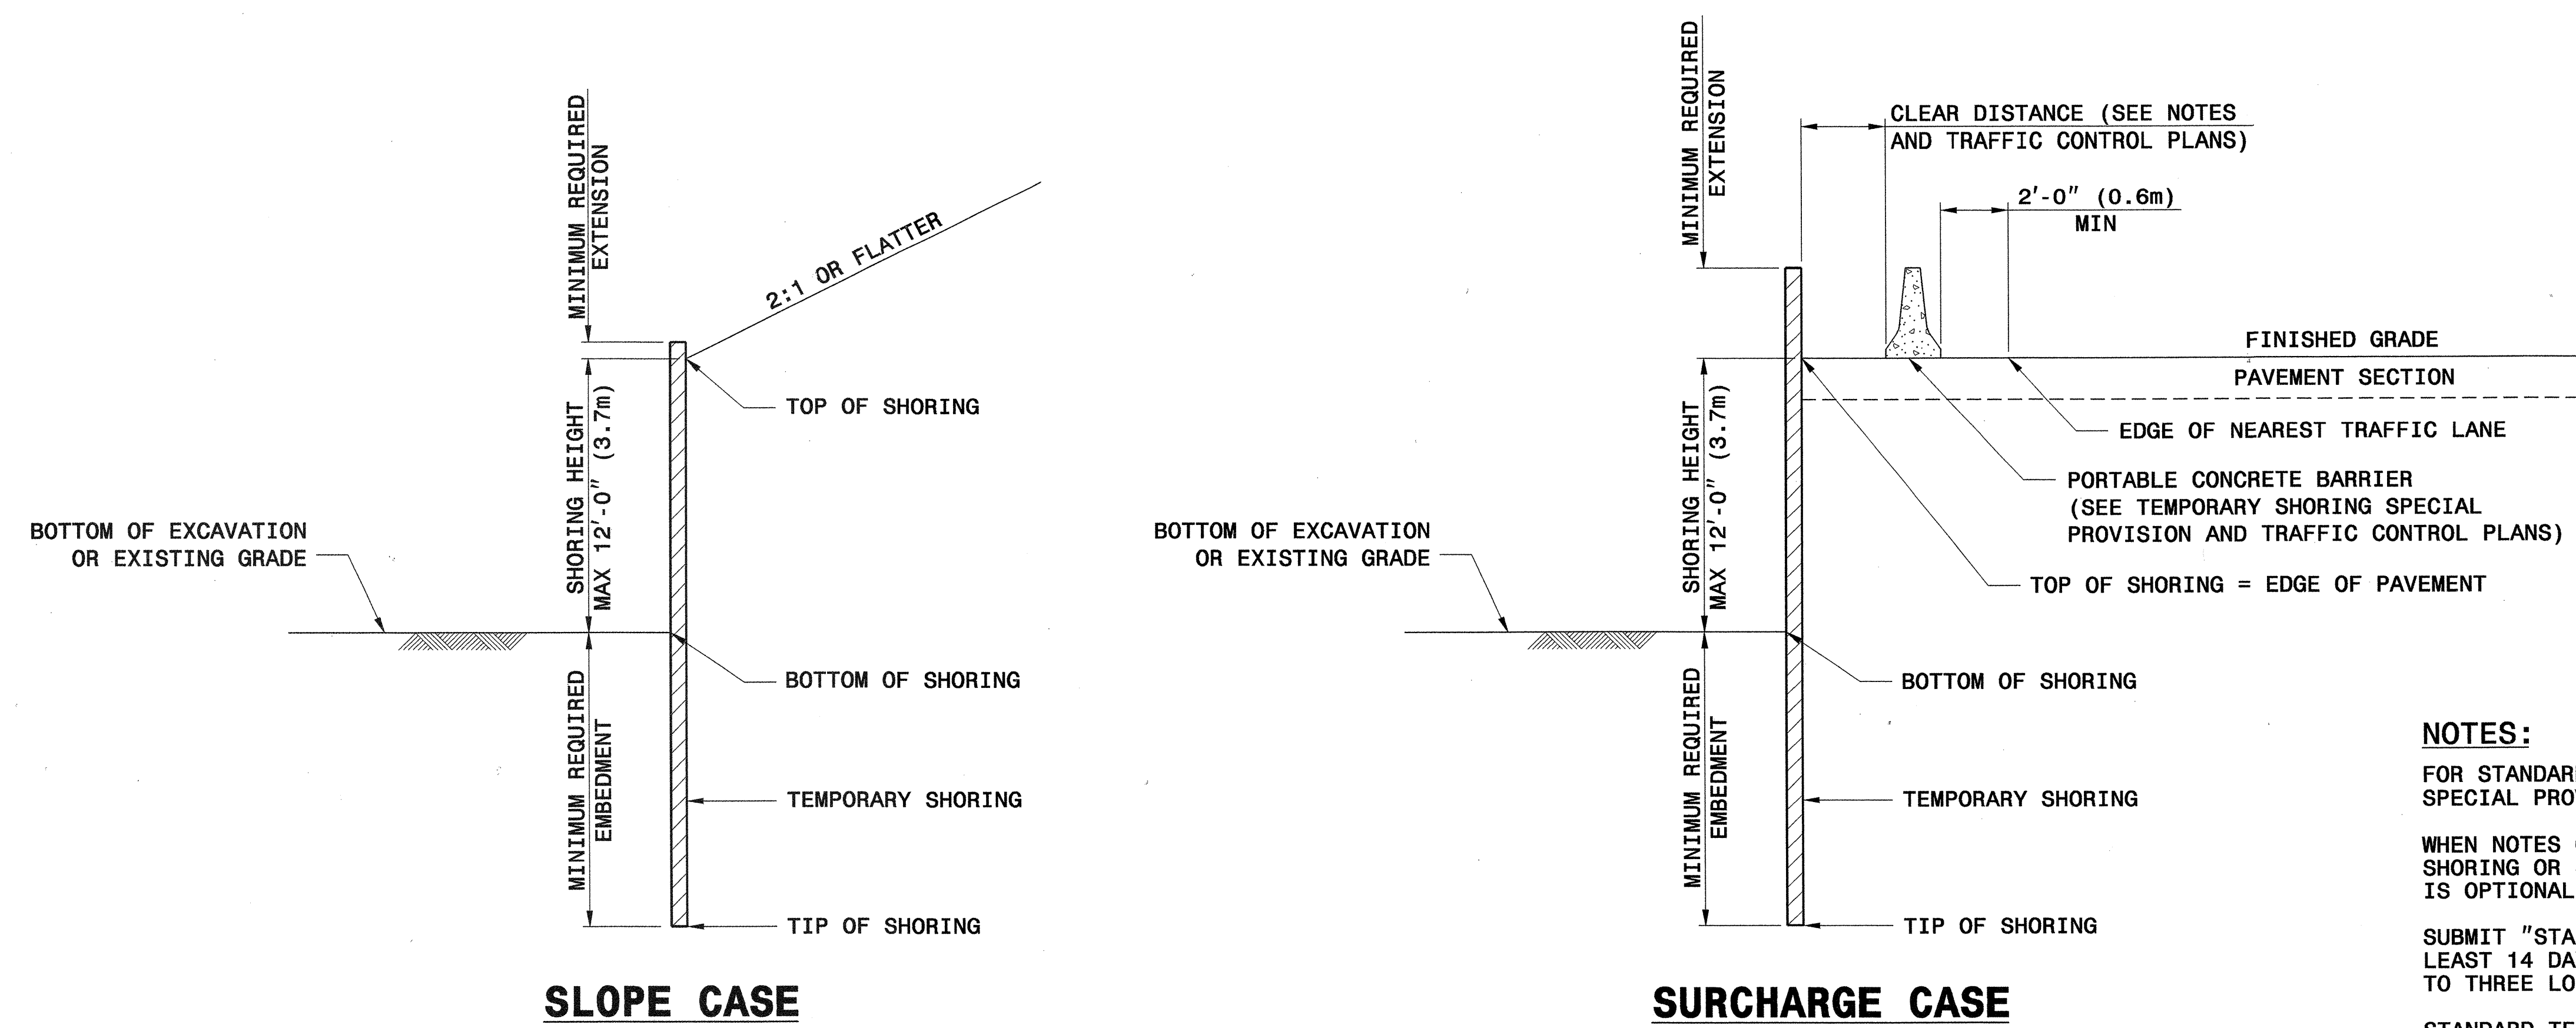 MINIMUM REQUIRED
EXTENSION
2:1 OR FLATTER
TOP OF SHORING
SHORING HEIGHT
MAX 12'-0" (3.7m)
BOTTOM OF EXCAVATION
OR EXISTING GRADE
BOTTOM OF SHORING
MINIMUM REQUIRED
EMBEDMENT
TEMPORARY SHORING
TIP OF SHORING
SLOPE CASE
MINIMUM REQUIRED
EXTENSION
CLEAR DISTANCE (SEE NOTES
AND TRAFFIC CONTROL PLANS)
2'-0" (0.6m)
MIN
FINISHED GRADE
PAVEMENT SECTION
EDGE OF NEAREST TRAFFIC LANE
PORTABLE CONCRETE BARRIER
(SEE TEMPORARY SHORING SPECIAL
PROVISION AND TRAFFIC CONTROL PLANS)
TOP OF SHORING = EDGE OF PAVEMENT
SHORING HEIGHT
MAX 12'-0" (3.7m)
BOTTOM OF EXCAVATION
OR EXISTING GRADE
BOTTOM OF SHORING
MINIMUM REQUIRED
EMBEDMENT
TEMPORARY SHORING
TIP OF SHORING
SURCHARGE CASE
NOTES:
FOR
SPECIAL
WHEN NOTES
SHORING OR
IS OPTIONAL
SUBMIT
LEAST 14
TO THREE